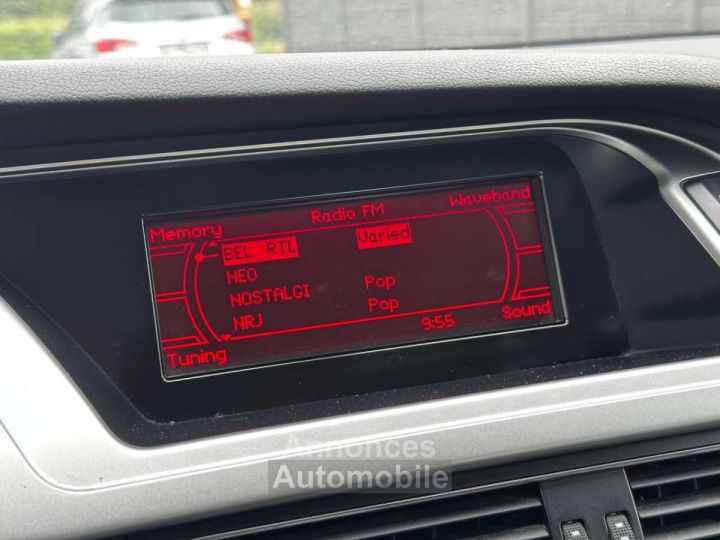 Memory Radio FM Waveband
BEL RTL Varied
NEO
NOSTALGI Pop
NRJ Pop
9:55
Tuning Sound
Annonces
Automobile